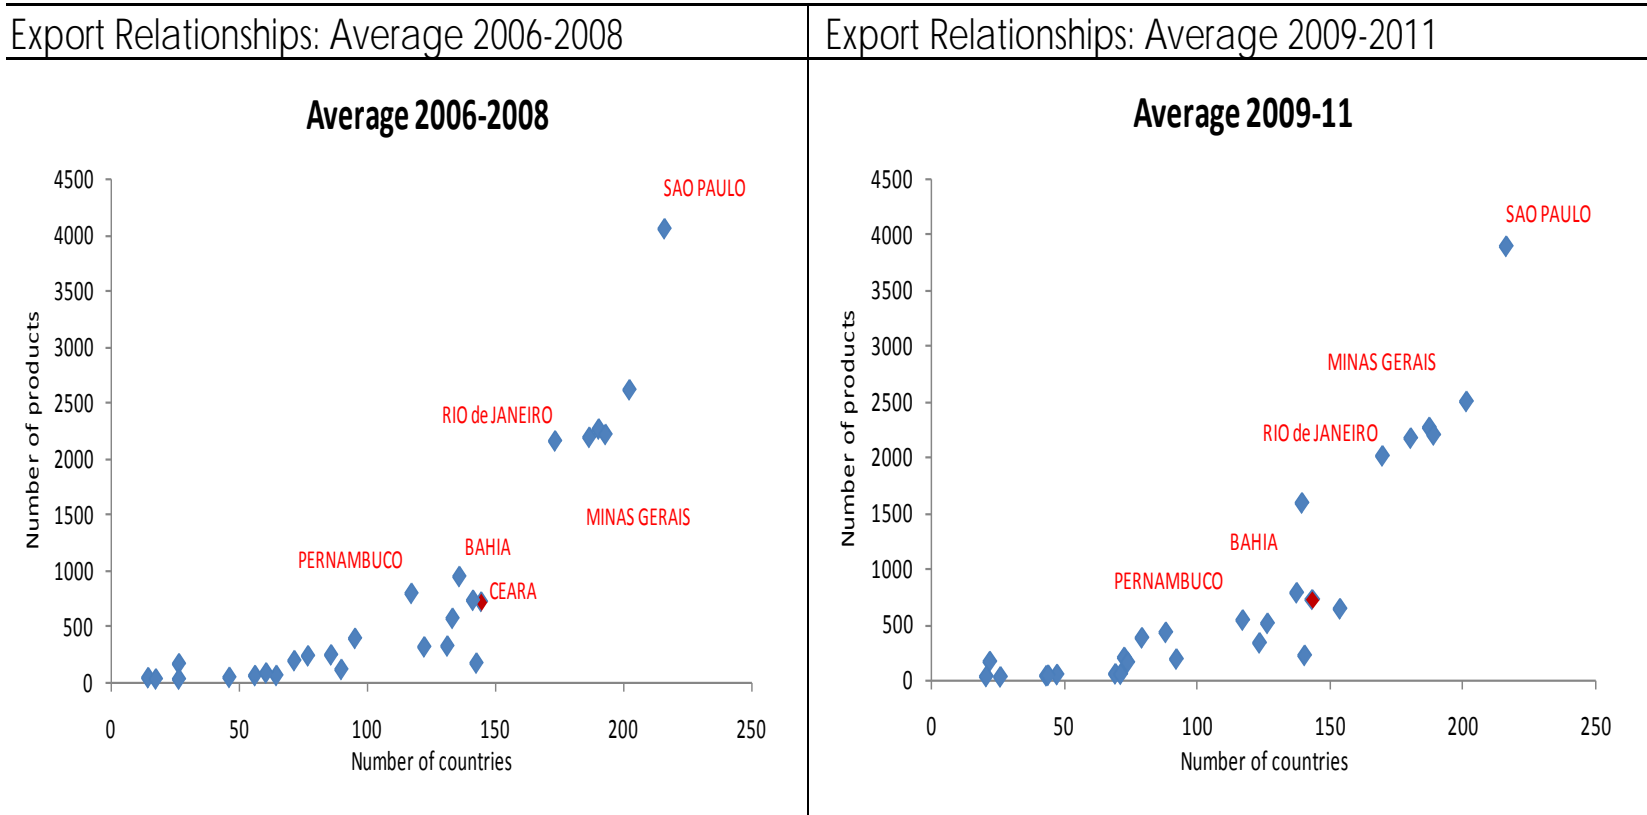 Export Relationships: Average 2006-2008
Average 2006-2008
4500
4000
3500
3000
2500
2000
1500
1000
500
0
0 50 100 150 200 250
Number of products
Number of countries
SAO PAULO
RIO de JANEIRO
MINAS GERAIS
BAHIA
PERNAMBUCO
CEARA
Export Relationships: Average 2009-2011
Average 2009-11
4500
4000
3500
3000
2500
2000
1500
1000
500
0
0 50 100 150 200 250
Number of products
Number of countries
SAO PAULO
MINAS GERAIS
RIO de JANEIRO
BAHIA
PERNAMBUCO